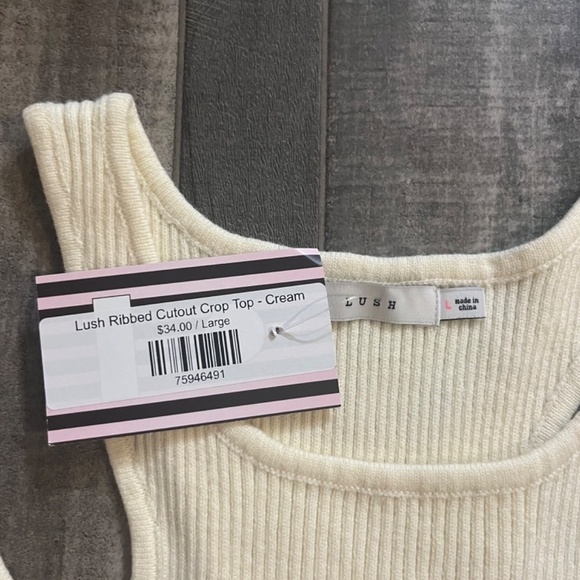 Lush Ribbed Cutout Crop Top - Cream
$34.00 / Large
75946491
LUSH
L made in
china